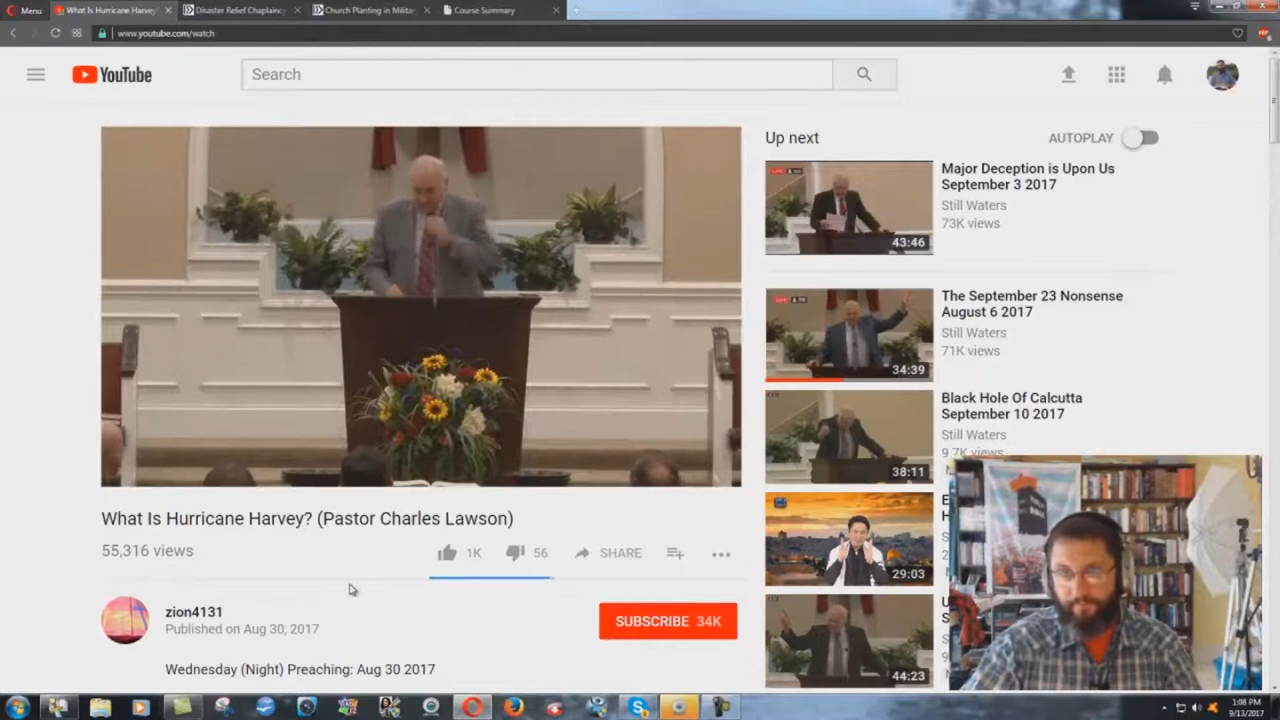 Menu
What Is Hurricane Harvey?
Disaster Relief Chaplaincy
Church Planting in Militar
Course Summary
www.youtube.com/watch
YouTube
Search
Up next
AUTOPLAY
Major Deception is Upon Us
September 3 2017
Still Waters
73K views
43:46
The September 23 Nonsense
August 6 2017
Still Waters
71K views
34:39
Black Hole Of Calcutta
September 10 2017
Still Waters
9.7K views
38:11
29:03
44:23
What Is Hurricane Harvey? (Pastor Charles Lawson)
55,316 views
1K
56
SHARE
zion4131
Published on Aug 30, 2017
SUBSCRIBE 34K
Wednesday (Night) Preaching: Aug 30 2017
1:06 PM
9/13/2017